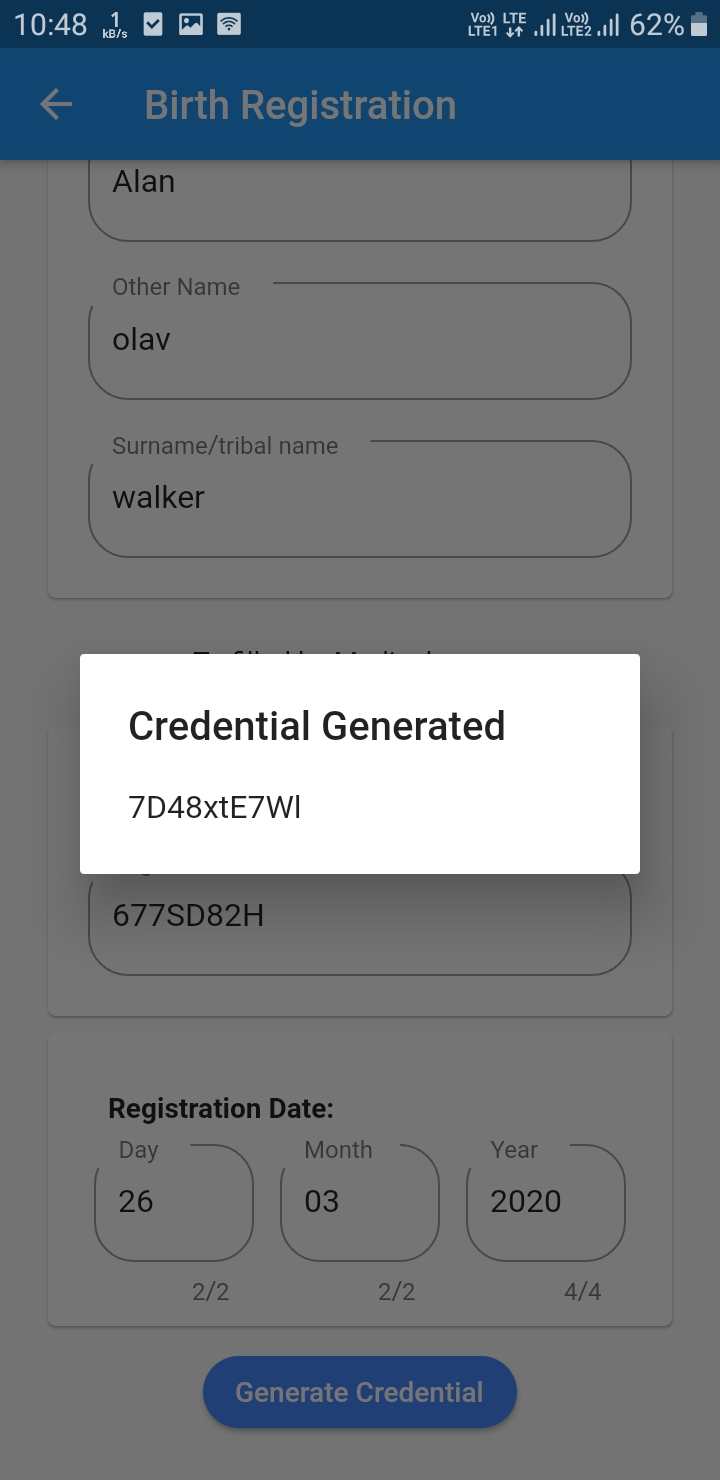 10:48 1 kB/s Vo)) LTE1 LTE Vo)) LTE2 62%
Birth Registration
Alan
Other Name
olav
Surname/tribal name
walker
Credential Generated
7D48xtE7Wl
677SD82H
Registration Date:
Day Month Year
26 03 2020
2/2 2/2 4/4
Generate Credential